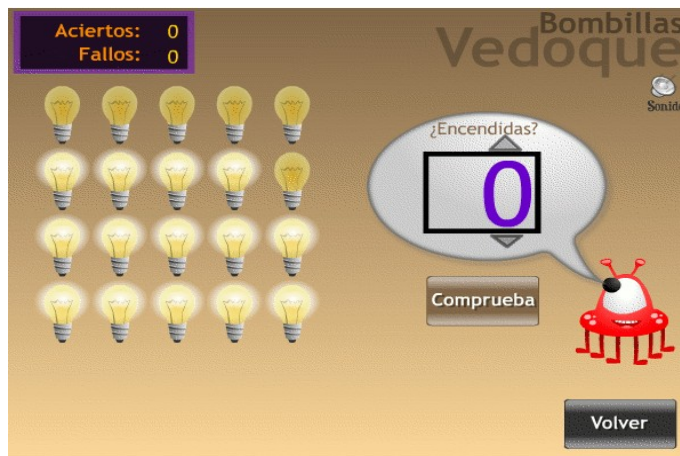 Aciertos: 0
Fallos: 0
Bombillas
Vedoque
Sonido
¿Encendidas?
0
Comprueba
Volver